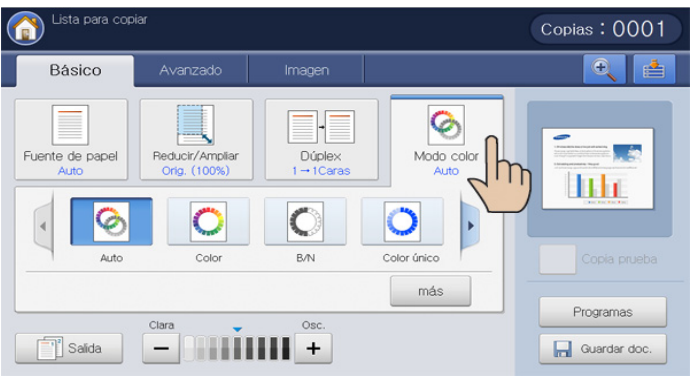 Lista para copiar
Copias : 0001
Básico
Avanzado
Imagen
Fuente de papel
Auto
Reducir/Ampliar
Orig. (100%)
Dúplex
1→1Caras
Modo color
Auto
Auto
Color
B/N
Color único
más
Copia prueba
Clara
Osc.
Salida
Programas
Guardar doc.